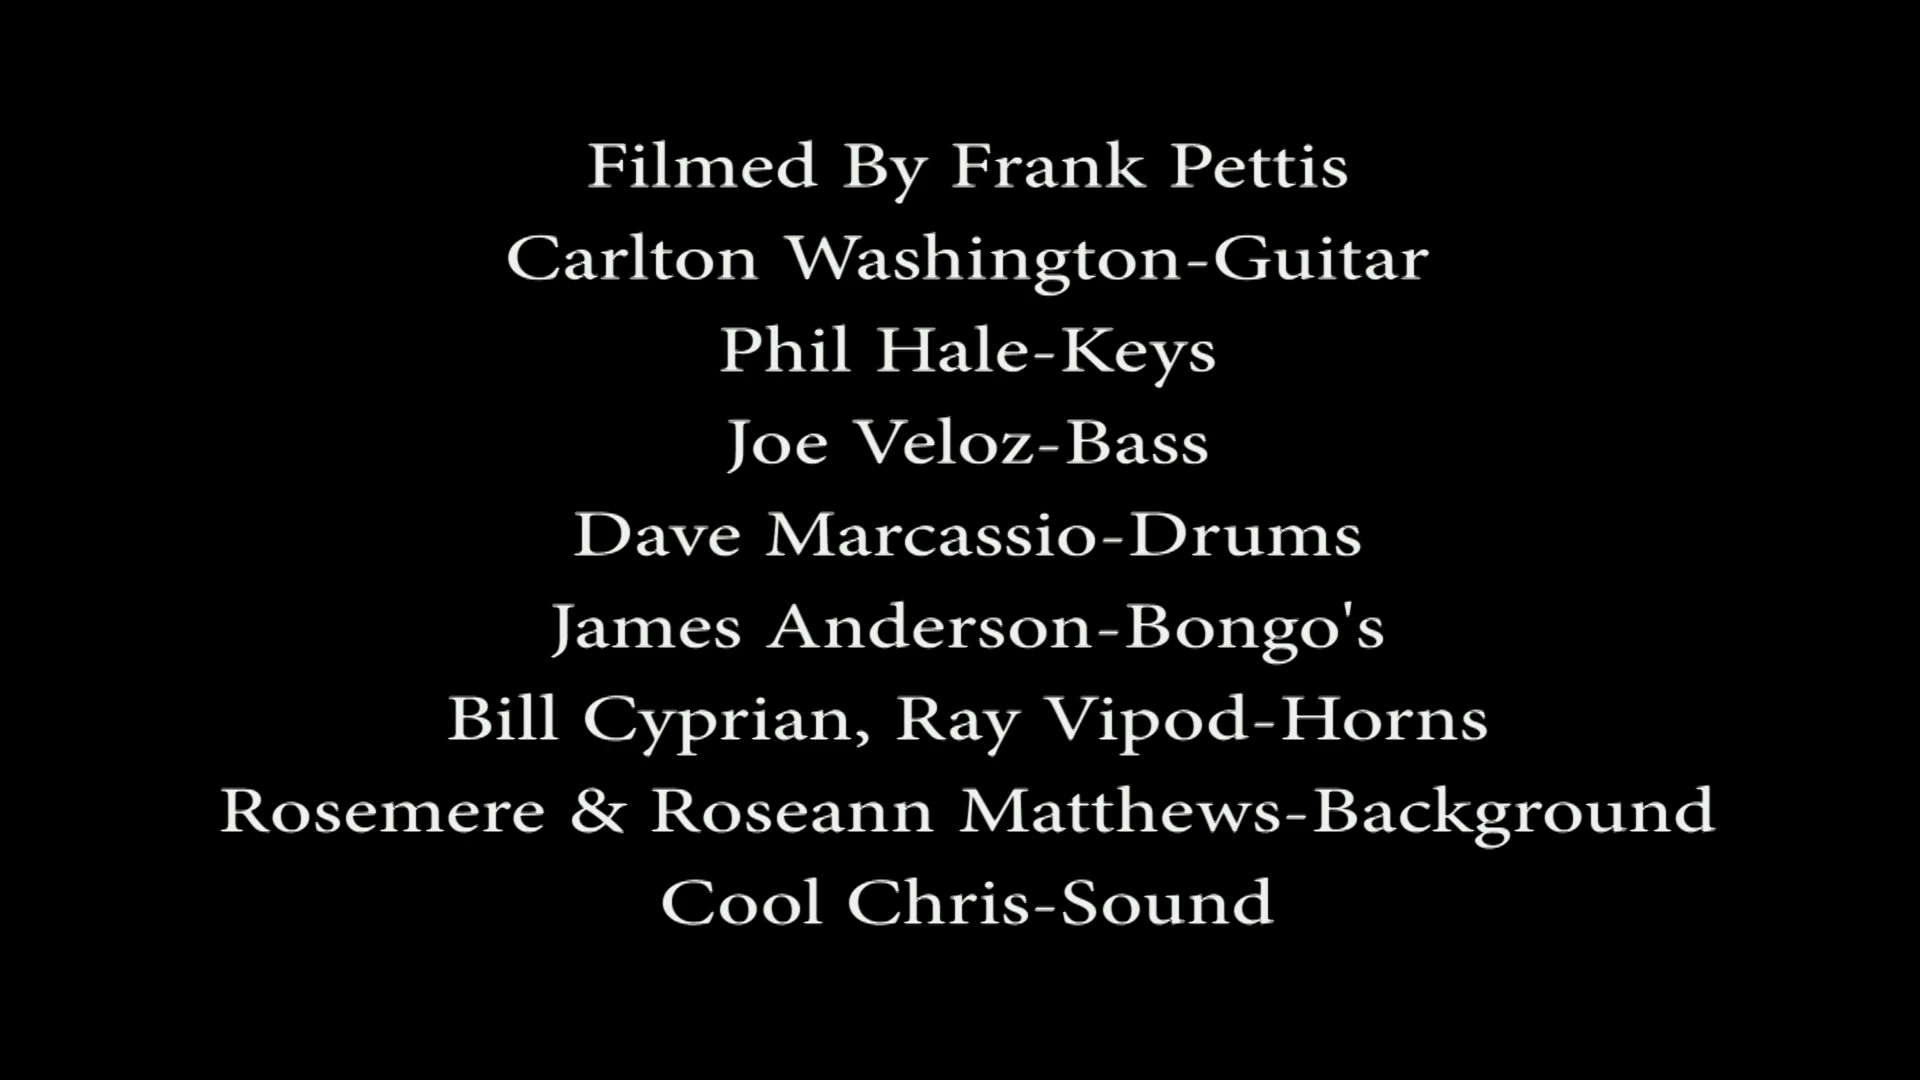 Filmed By Frank Pettis
Carlton Washington-Guitar
Phil Hale-Keys
Joe Veloz-Bass
Dave Marcassio-Drums
James Anderson-Bongo's
Bill Cyprian, Ray Vipod-Horns
Rosemere & Roseann Matthews-Background
Cool Chris-Sound